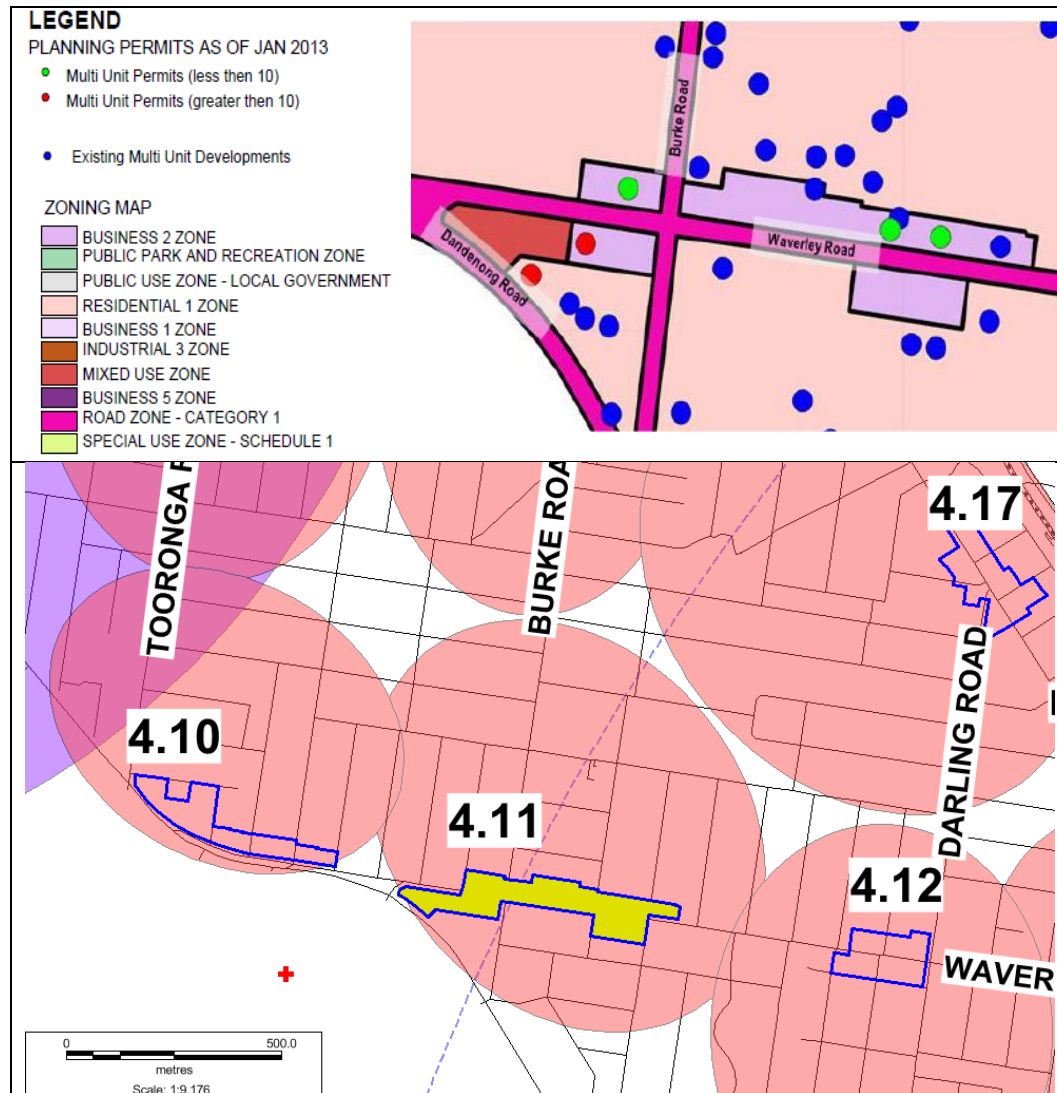 LEGEND
PLANNING PERMITS AS OF JAN 2013
Multi Unit Permits (less then 10)
Multi Unit Permits (greater then 10)
Existing Multi Unit Developments
ZONING MAP
BUSINESS 2 ZONE
PUBLIC PARK AND RECREATION ZONE
PUBLIC USE ZONE - LOCAL GOVERNMENT
RESIDENTIAL 1 ZONE
BUSINESS 1 ZONE
INDUSTRIAL 3 ZONE
MIXED USE ZONE
BUSINESS 5 ZONE
ROAD ZONE - CATEGORY 1
SPECIAL USE ZONE - SCHEDULE 1
Burke Road
Waverley Road
Dandenong Road
TOORONGA
BURKE ROA
4.17
DARLING ROAD
4.10
4.11
4.12
WAVER
0
500.0
metres
Scale: 1:9,176